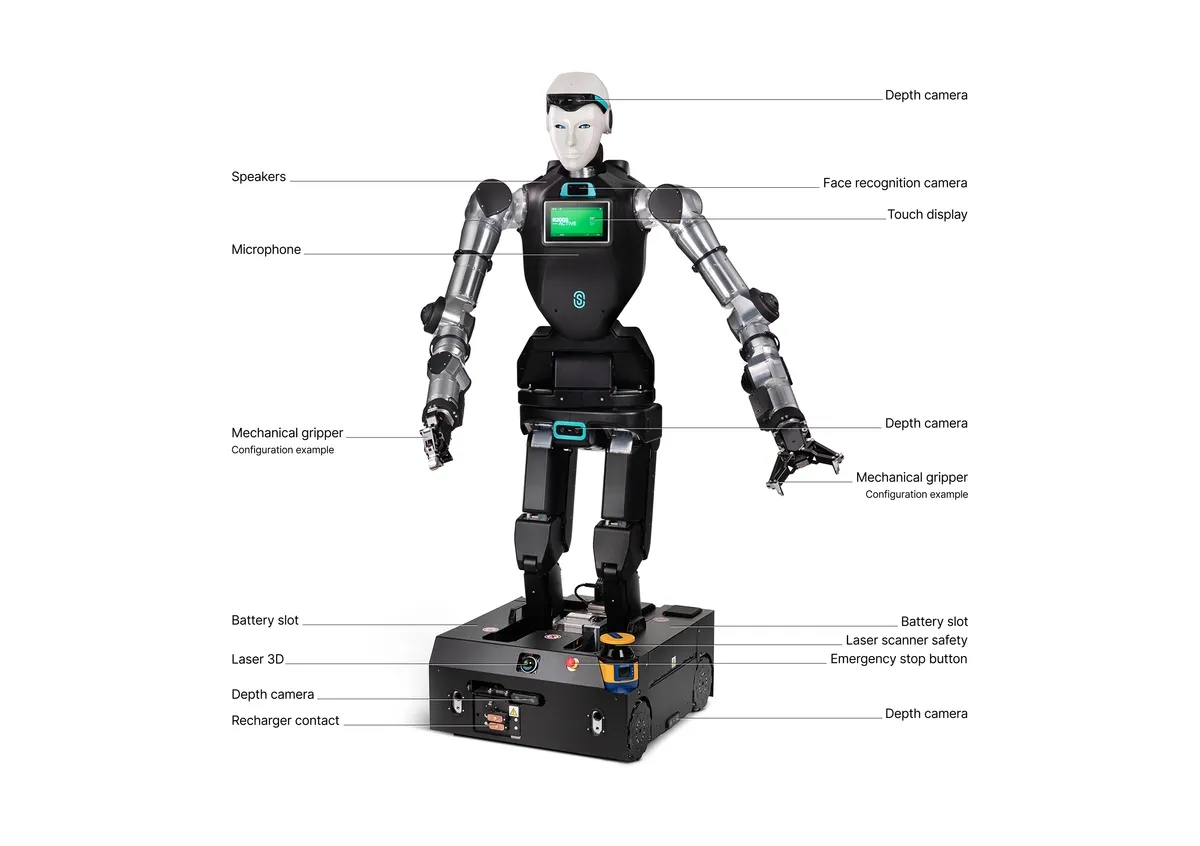 Depth camera
Speakers
Face recognition camera
Touch display
ACTIVE
Microphone
Depth camera
Mechanical gripper
Configuration example
Mechanical gripper
Configuration example
Battery slot
Battery slot
Laser scanner safety
Laser 3D
Emergency stop button
Depth camera
Depth camera
Recharger contact